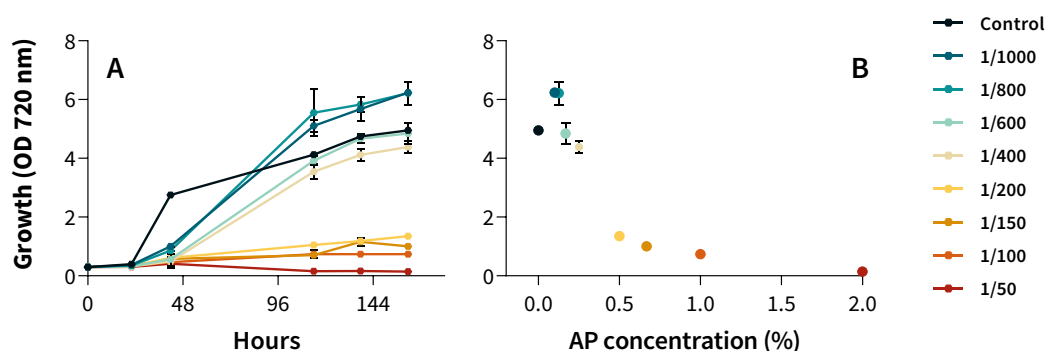 Growth (OD 720 nm)
A
8
6
4
2
0
0 48 96 144
Hours
B
8
6
4
2
0
0.0 0.5 1.0 1.5 2.0
AP concentration (%)
Control
1/1000
1/800
1/600
1/400
1/200
1/150
1/100
1/50